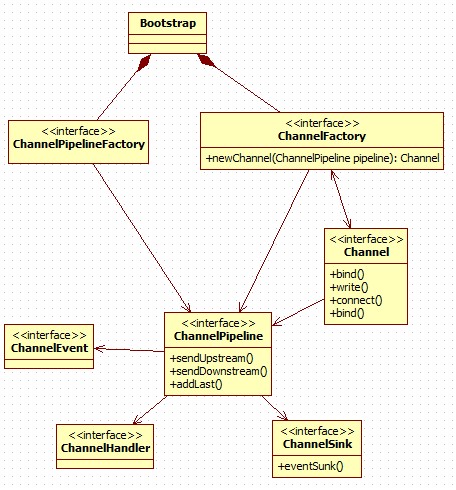 Bootstrap
<<interface>>
ChannelPipelineFactory
<<interface>>
ChannelFactory
+newChannel(ChannelPipeline pipeline): Channel
<<interface>>
Channel
+bind()
+write()
+connect()
+bind()
<<interface>>
ChannelPipeline
+sendUpstream()
+sendDownstream()
+addLast()
<<interface>>
ChannelEvent
<<interface>>
ChannelHandler
<<interface>>
ChannelSink
+eventSunk()